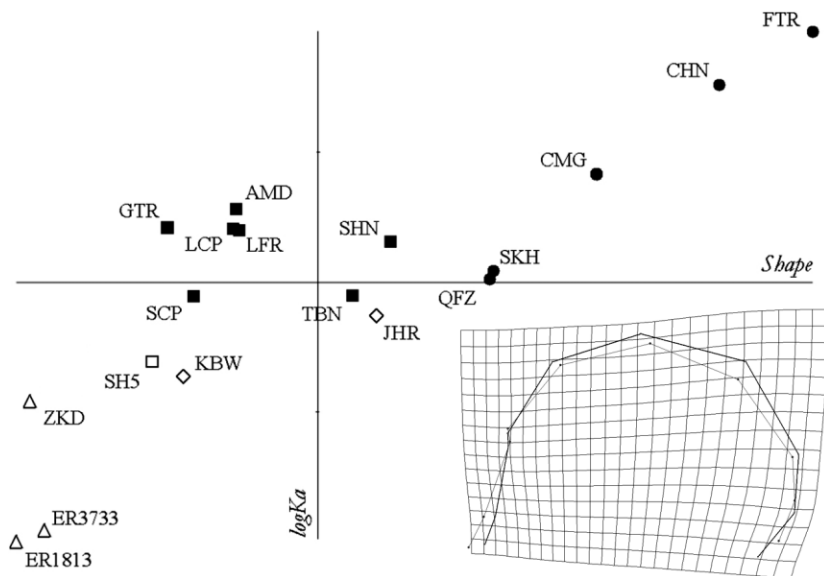 FTR
CHN
CMG
AMD
GTR
SHN
LCP
LFR
SKH
Shape
QFZ
SCP
TBN
JHR
KBW
SH5
ZKD
logKa
ER3733
ER1813